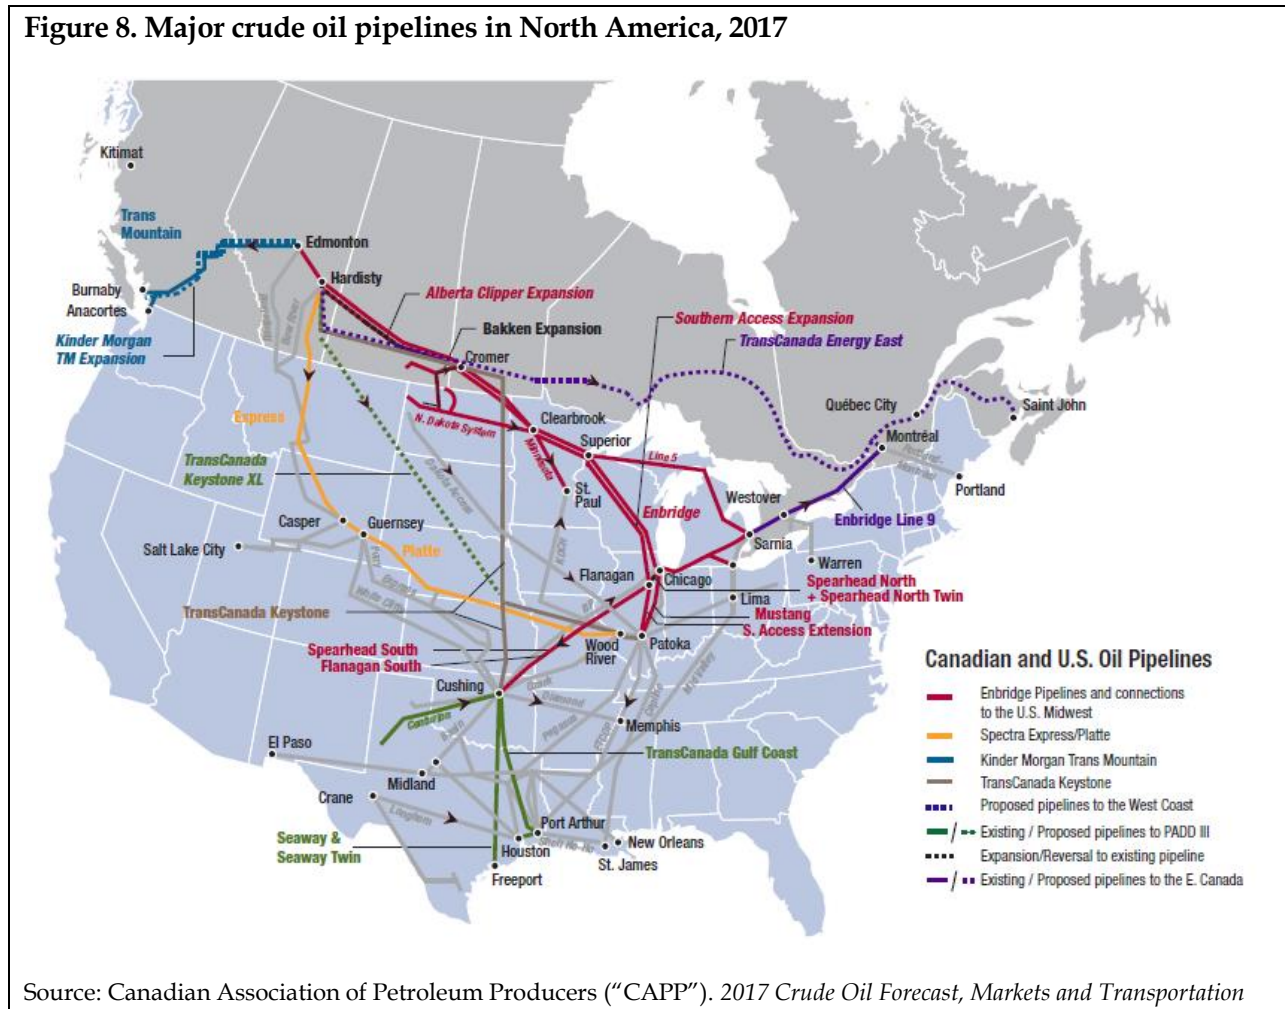 Figure 8. Major crude oil pipelines in North America, 2017
Kitimat
Trans
Mountain
Edmonton
Hardisty
Burnaby
Anacortes
Kinder Morgan
TM Expansion
Alberta Clipper Expansion
Bakken Expansion
Cromer
Southern Access Expansion
TransCanada Energy East
Québec City
Saint John
Montréal
Portland
Express
N. Dakota System
Clearbrook
Superior
Minnesota
Line 5
TransCanada
Keystone XL
Dakota Access
St.
Paul
Enbridge
Westover
Enbridge Line 9
Sarnia
Casper
Guernsey
Salt Lake City
Platte
Flanagan
Chicago
Warren
Spearhead North
+ Spearhead North Twin
Lima
Mustang
S. Access Extension
TransCanada Keystone
Spearhead South
Flanagan South
Wood
River
Patoka
Cushing
Centurion
Diamond
Pegasus
Capline
Memphis
TransCanada Gulf Coast
El Paso
Midland
Crane
Longhorn
Seaway &
Seaway Twin
Port Arthur
Houston
New Orleans
St. James
Freeport
Canadian and U.S. Oil Pipelines
Enbridge Pipelines and connections
to the U.S. Midwest
Spectra Express/Platte
Kinder Morgan Trans Mountain
TransCanada Keystone
Proposed pipelines to the West Coast
/ Existing / Proposed pipelines to PADD III
Expansion/Reversal to existing pipeline
/ Existing / Proposed pipelines to the E. Canada
Source: Canadian Association of Petroleum Producers (“CAPP”). 2017 Crude Oil Forecast, Markets and Transportation